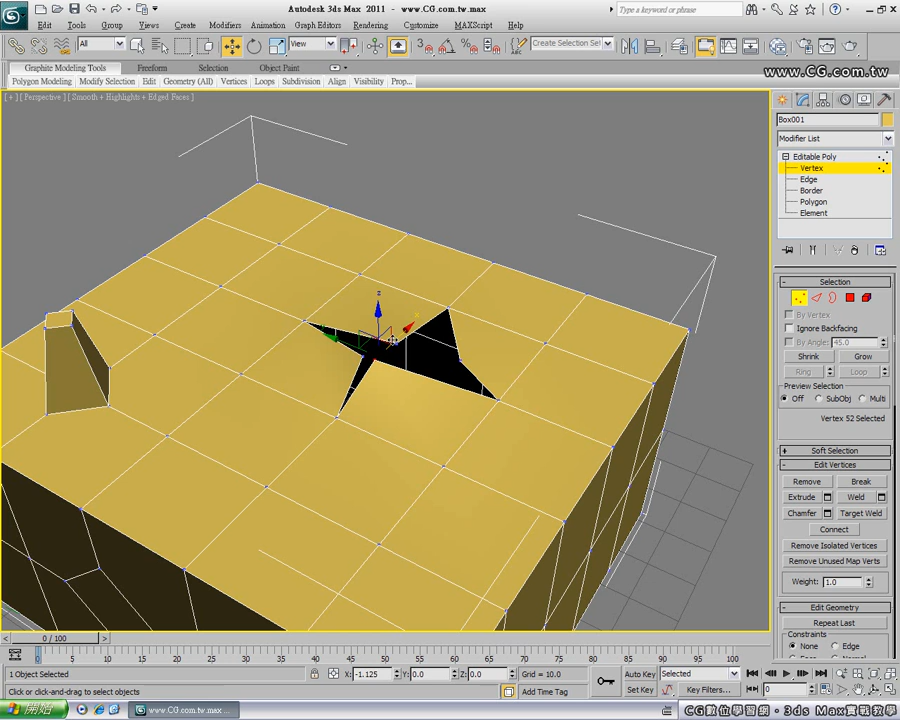 Autodesk 3ds Max 2011 - www.CG.com.tw.max
Type a keyword or phrase
Edit Tools Group Views Create Modifiers Animation Graph Editors Rendering Customize MAXScript Help
All View 3 Create Selection Se
Graphite Modeling Tools Freeform Selection Object Paint
www.CG.com.tw
Polygon Modeling Modify Selection Edit Geometry (All) Vertices Loops Subdivision Align Visibility Prop...
[ + ] [ Perspective ] [ Smooth + Highlights + Edged Faces ]
Box001
Modifier List
Editable Poly
Vertex
Edge
Border
Polygon
Element
Selection
By Vertex
Ignore Backfacing
By Angle: 45.0
Shrink Grow
Ring Loop
Preview Selection
Off SubObj Multi
Vertex 52 Selected
Soft Selection
Edit Vertices
Remove Break
Extrude Weld
Chamfer Target Weld
Connect
Remove Isolated Vertices
Remove Unused Map Verts
Weight: 1.0
Edit Geometry
Repeat Last
Constraints
None Edge
z
x
0 / 100
0 5 10 15 20 25 30 35 40 45 50 55 60 65 70 75 80 85 90 95 100
1 Object Selected X: -1.125 Y: 0.0 Z: 0.0 Grid = 10.0 Auto Key Selected
Click or click-and-drag to select objects Add Time Tag Set Key Key Filters... 0
開始 www.CG.com.tw.max ...
CG數位學習網 · 3ds Max實戰教學